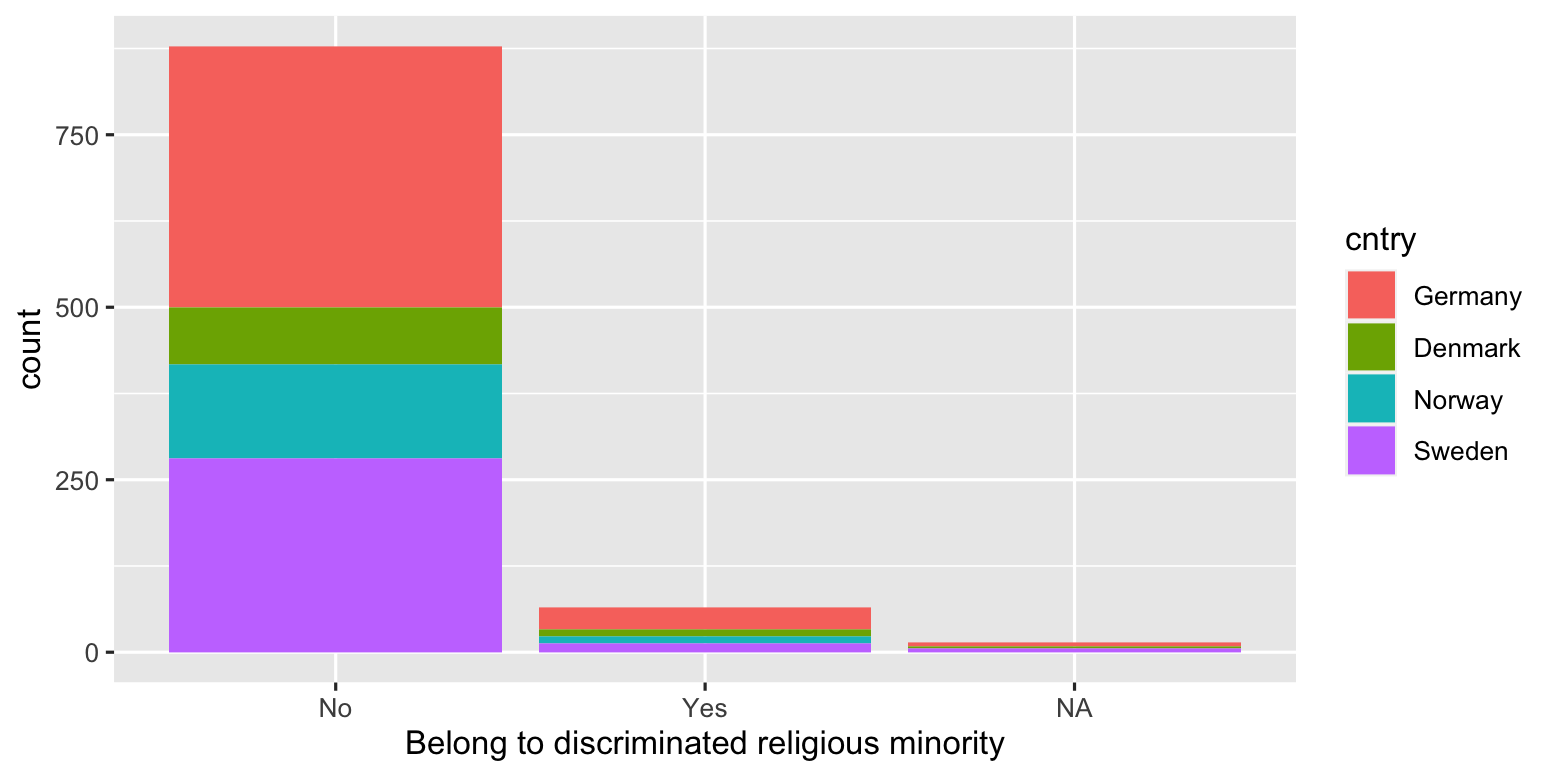 count
750
500
250
0
No
Yes
NA
Belong to discriminated religious minority
cntry
Germany
Denmark
Norway
Sweden